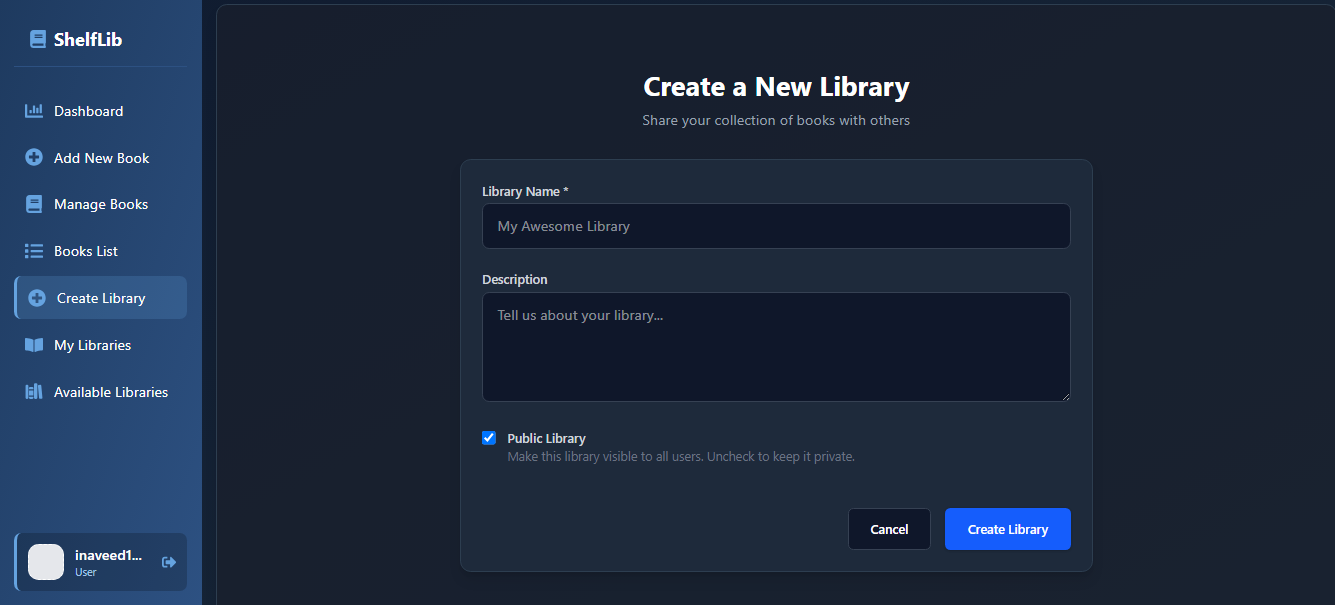 ShelfLib
Dashboard
Add New Book
Manage Books
Books List
Create Library
My Libraries
Available Libraries
inaveed1...
User
Create a New Library
Share your collection of books with others
Library Name *
My Awesome Library
Description
Tell us about your library...
Public Library
Make this library visible to all users. Uncheck to keep it private.
Cancel
Create Library